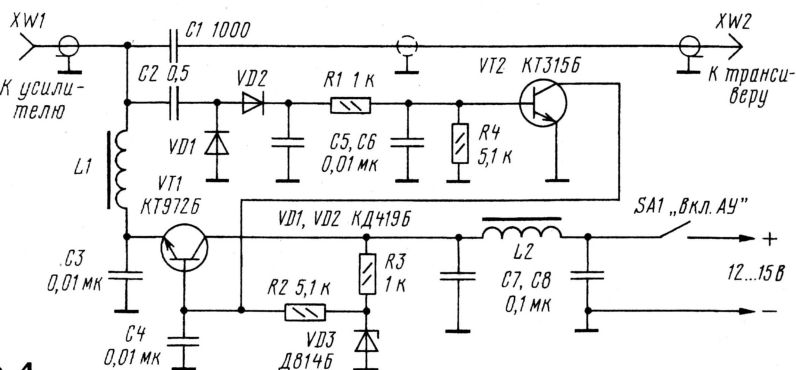 XW1
C1 1000
XW2
К усили-
телю
C2 0,5
VD2
R1 1 к
VT2
КТ315Б
К транси-
веру
VD1
C5, C6
0,01 мк
R4
5,1 к
L1
VT1
КТ972Б
VD1, VD2 КД419Б
SA1 „Вкл. АУ”
C3
0,01 мк
R2 5,1 к
R3
1 к
L2
C7, C8
0,1 мк
+
12...15 В
–
C4
0,01 мк
VD3
Д814Б